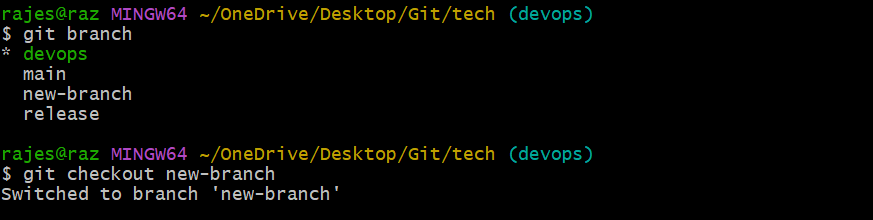 rajes@raz MINGW64 ~/OneDrive/Desktop/Git/tech (devops)
$ git branch
* devops
  main
  new-branch
  release

rajes@raz MINGW64 ~/OneDrive/Desktop/Git/tech (devops)
$ git checkout new-branch
Switched to branch 'new-branch'